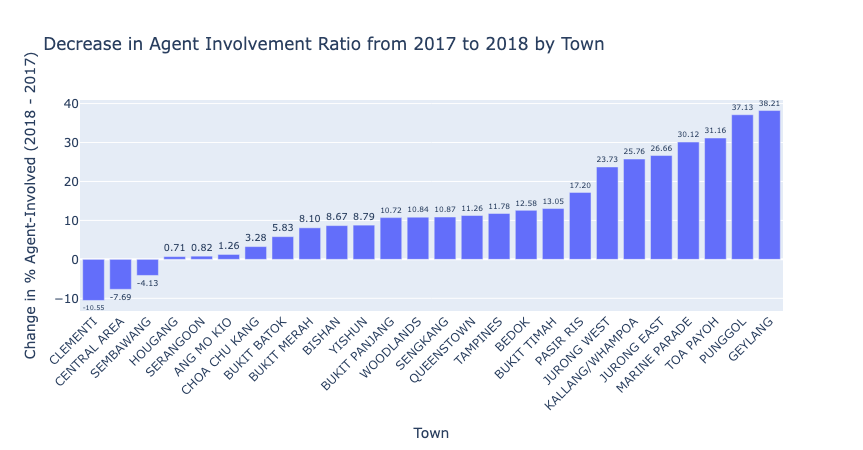 Decrease in Agent Involvement Ratio from 2017 to 2018 by Town
Change in % Agent-Involved (2018 - 2017)
40
30
20
10
0
−10
-10.55
-7.69
-4.13
0.71
0.82
1.26
3.28
5.83
8.10
8.67
8.79
10.72
10.84
10.87
11.26
11.78
12.58
13.05
17.20
23.73
25.76
26.66
30.12
31.16
37.13
38.21
CLEMENTI
CENTRAL AREA
SEMBAWANG
HOUGANG
SERANGOON
ANG MO KIO
CHOA CHU KANG
BUKIT BATOK
BUKIT MERAH
BISHAN
YISHUN
BUKIT PANJANG
WOODLANDS
SENGKANG
QUEENSTOWN
TAMPINES
BEDOK
BUKIT TIMAH
PASIR RIS
JURONG WEST
KALLANG/WHAMPOA
JURONG EAST
MARINE PARADE
TOA PAYOH
PUNGGOL
GEYLANG
Town